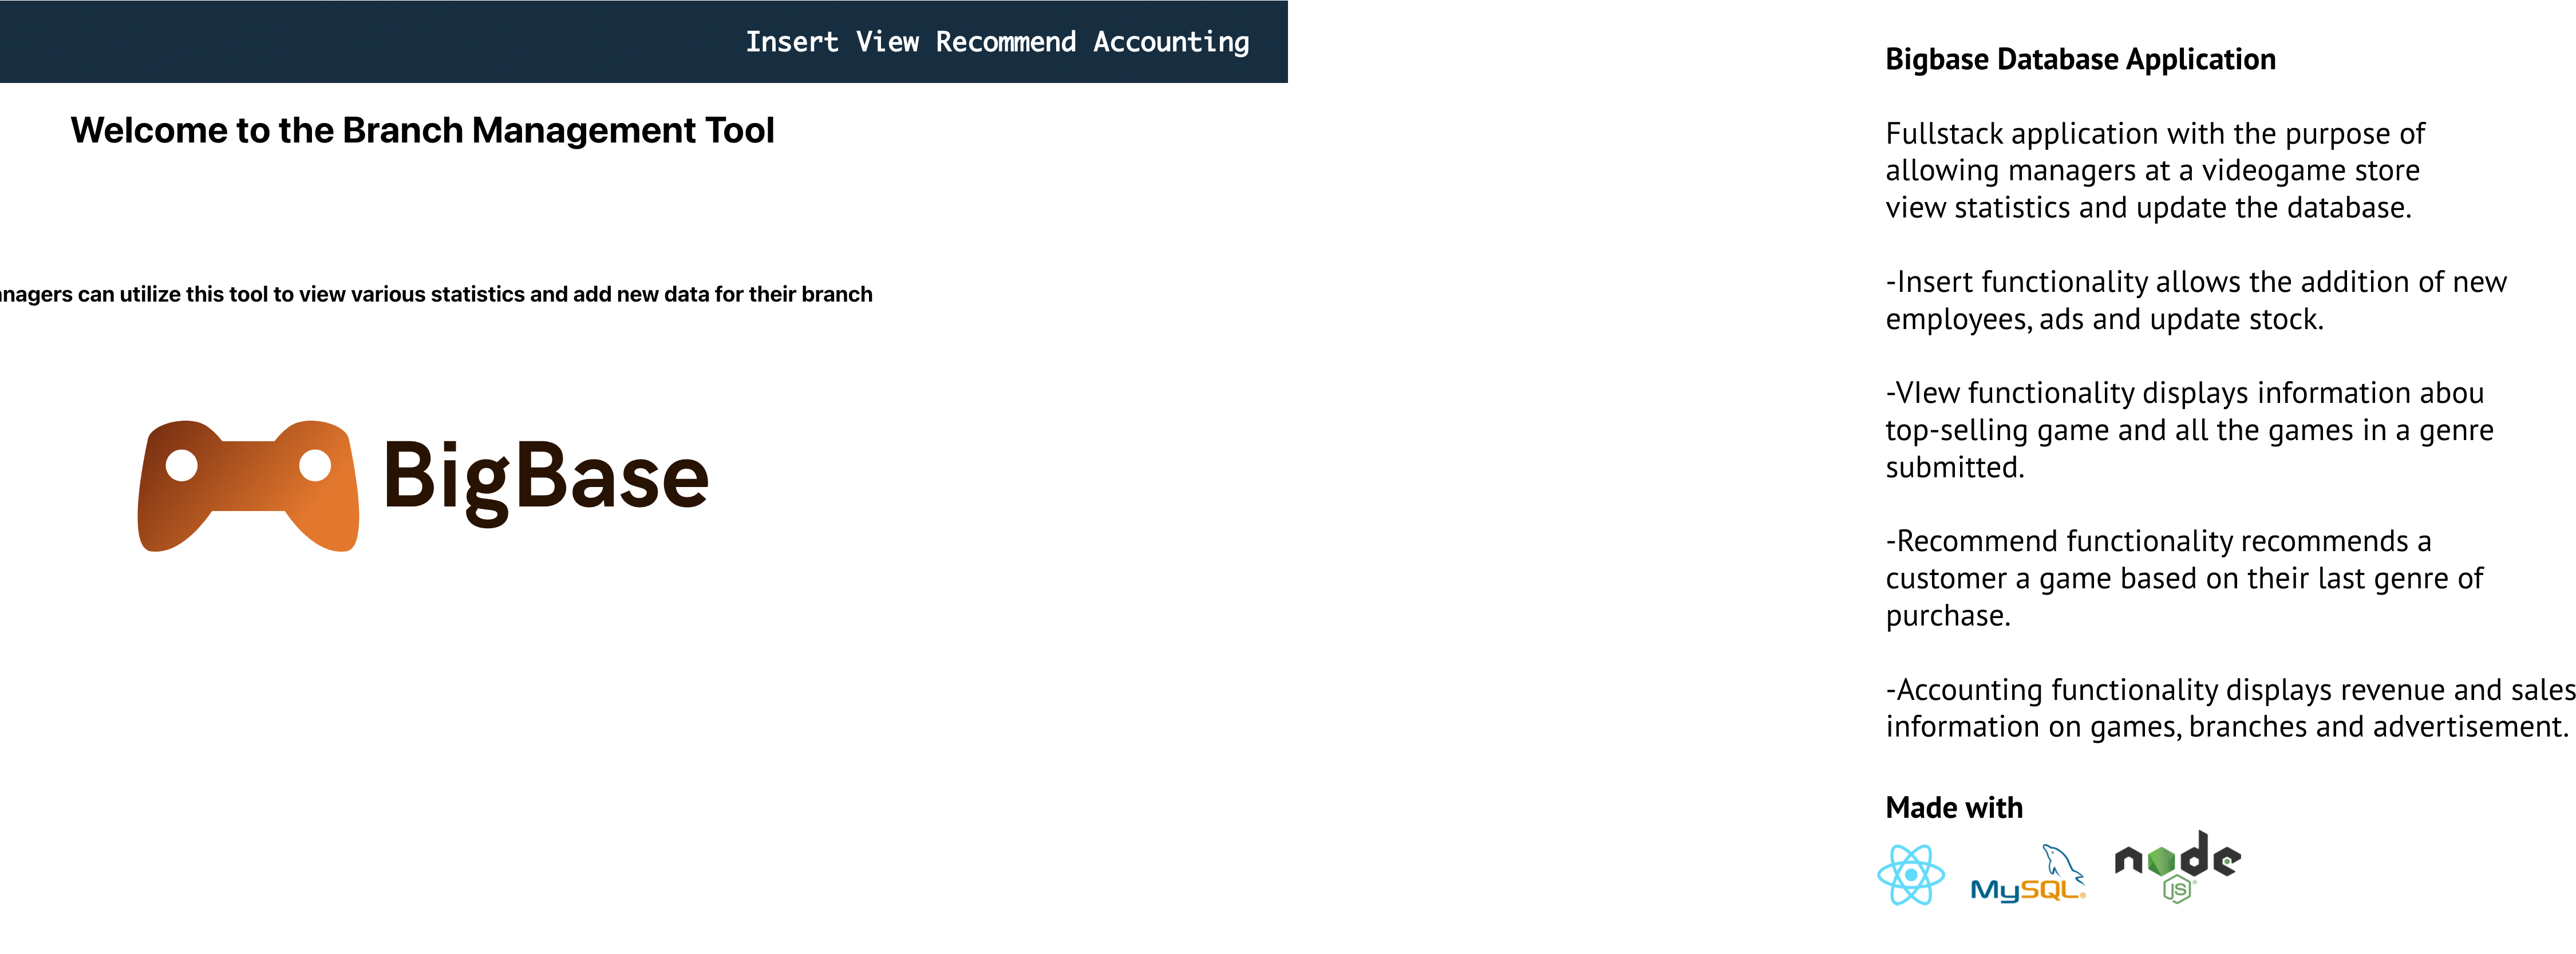 Insert View Recommend Accounting
Welcome to the Branch Management Tool
can utilize this tool to view various statistics and add new data for their branch
BigBase
Bigbase Database Application
Fullstack application with the purpose of
allowing managers at a videogame store
view statistics and update the database.
-Insert functionality allows the addition of new
employees, ads and update stock.
-VIew functionality displays information abou
top-selling game and all the games in a genre
submitted.
-Recommend functionality recommends a
customer a game based on their last genre of
purchase.
-Accounting functionality displays revenue and sales
information on games, branches and advertisement.
Made with
MySQL®
node
JS